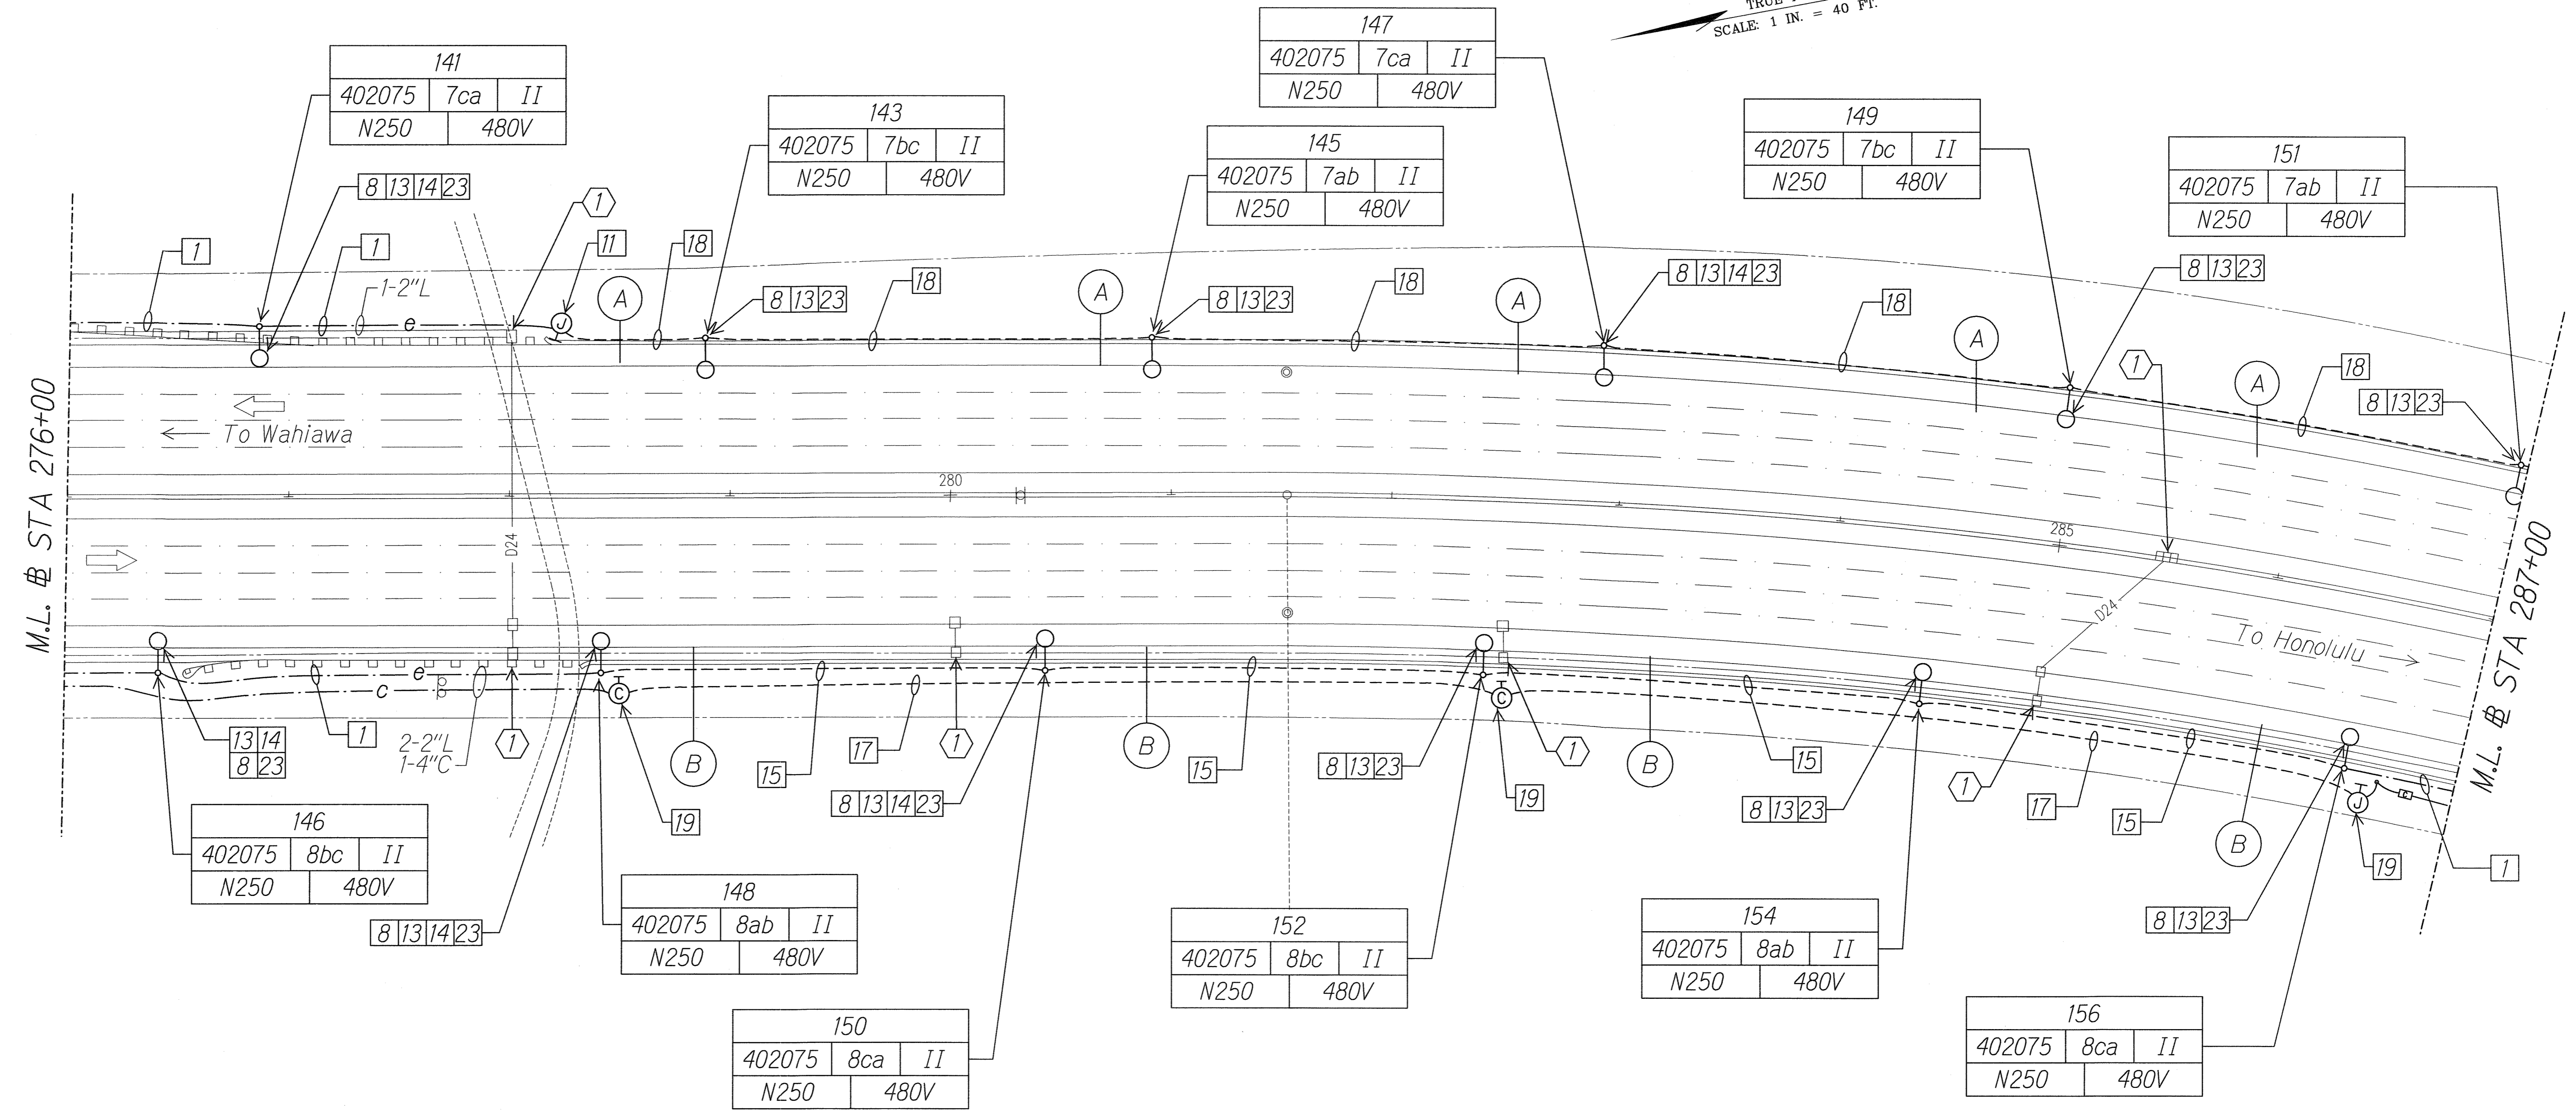 TRUE
SCALE: 1 IN. = 40 FT.
147
402075 7ca II
N250 480V
141
402075 7ca II
N250 480V
143
402075 7bc II
N250 480V
145
402075 7ab II
N250 480V
149
402075 7bc II
N250 480V
151
402075 7ab II
N250 480V
8 13 14 23
1
11
18
1
1
1-2"L
e
J
A
8 13 23
18
A
8 13 23
18
A
8 13 14 23
18
A
8 13 23
1
A
18
8 13 23
M.L. BL STA 276+00
To Wahiawa
280
285
D24
D24
To Honolulu
M.L. BL STA 287+00
e
c
13 14
8 23
1
2-2"L
1-4"C
1
C
19
B
15
17
1
8 13 14 23
B
15
8 13 23
C
19
1
B
15
8 13 23
1
17
15
B
J
19
c
1
8 13 23
146
402075 8bc II
N250 480V
8 13 14 23
148
402075 8ab II
N250 480V
150
402075 8ca II
N250 480V
152
402075 8bc II
N250 480V
154
402075 8ab II
N250 480V
156
402075 8ca II
N250 480V